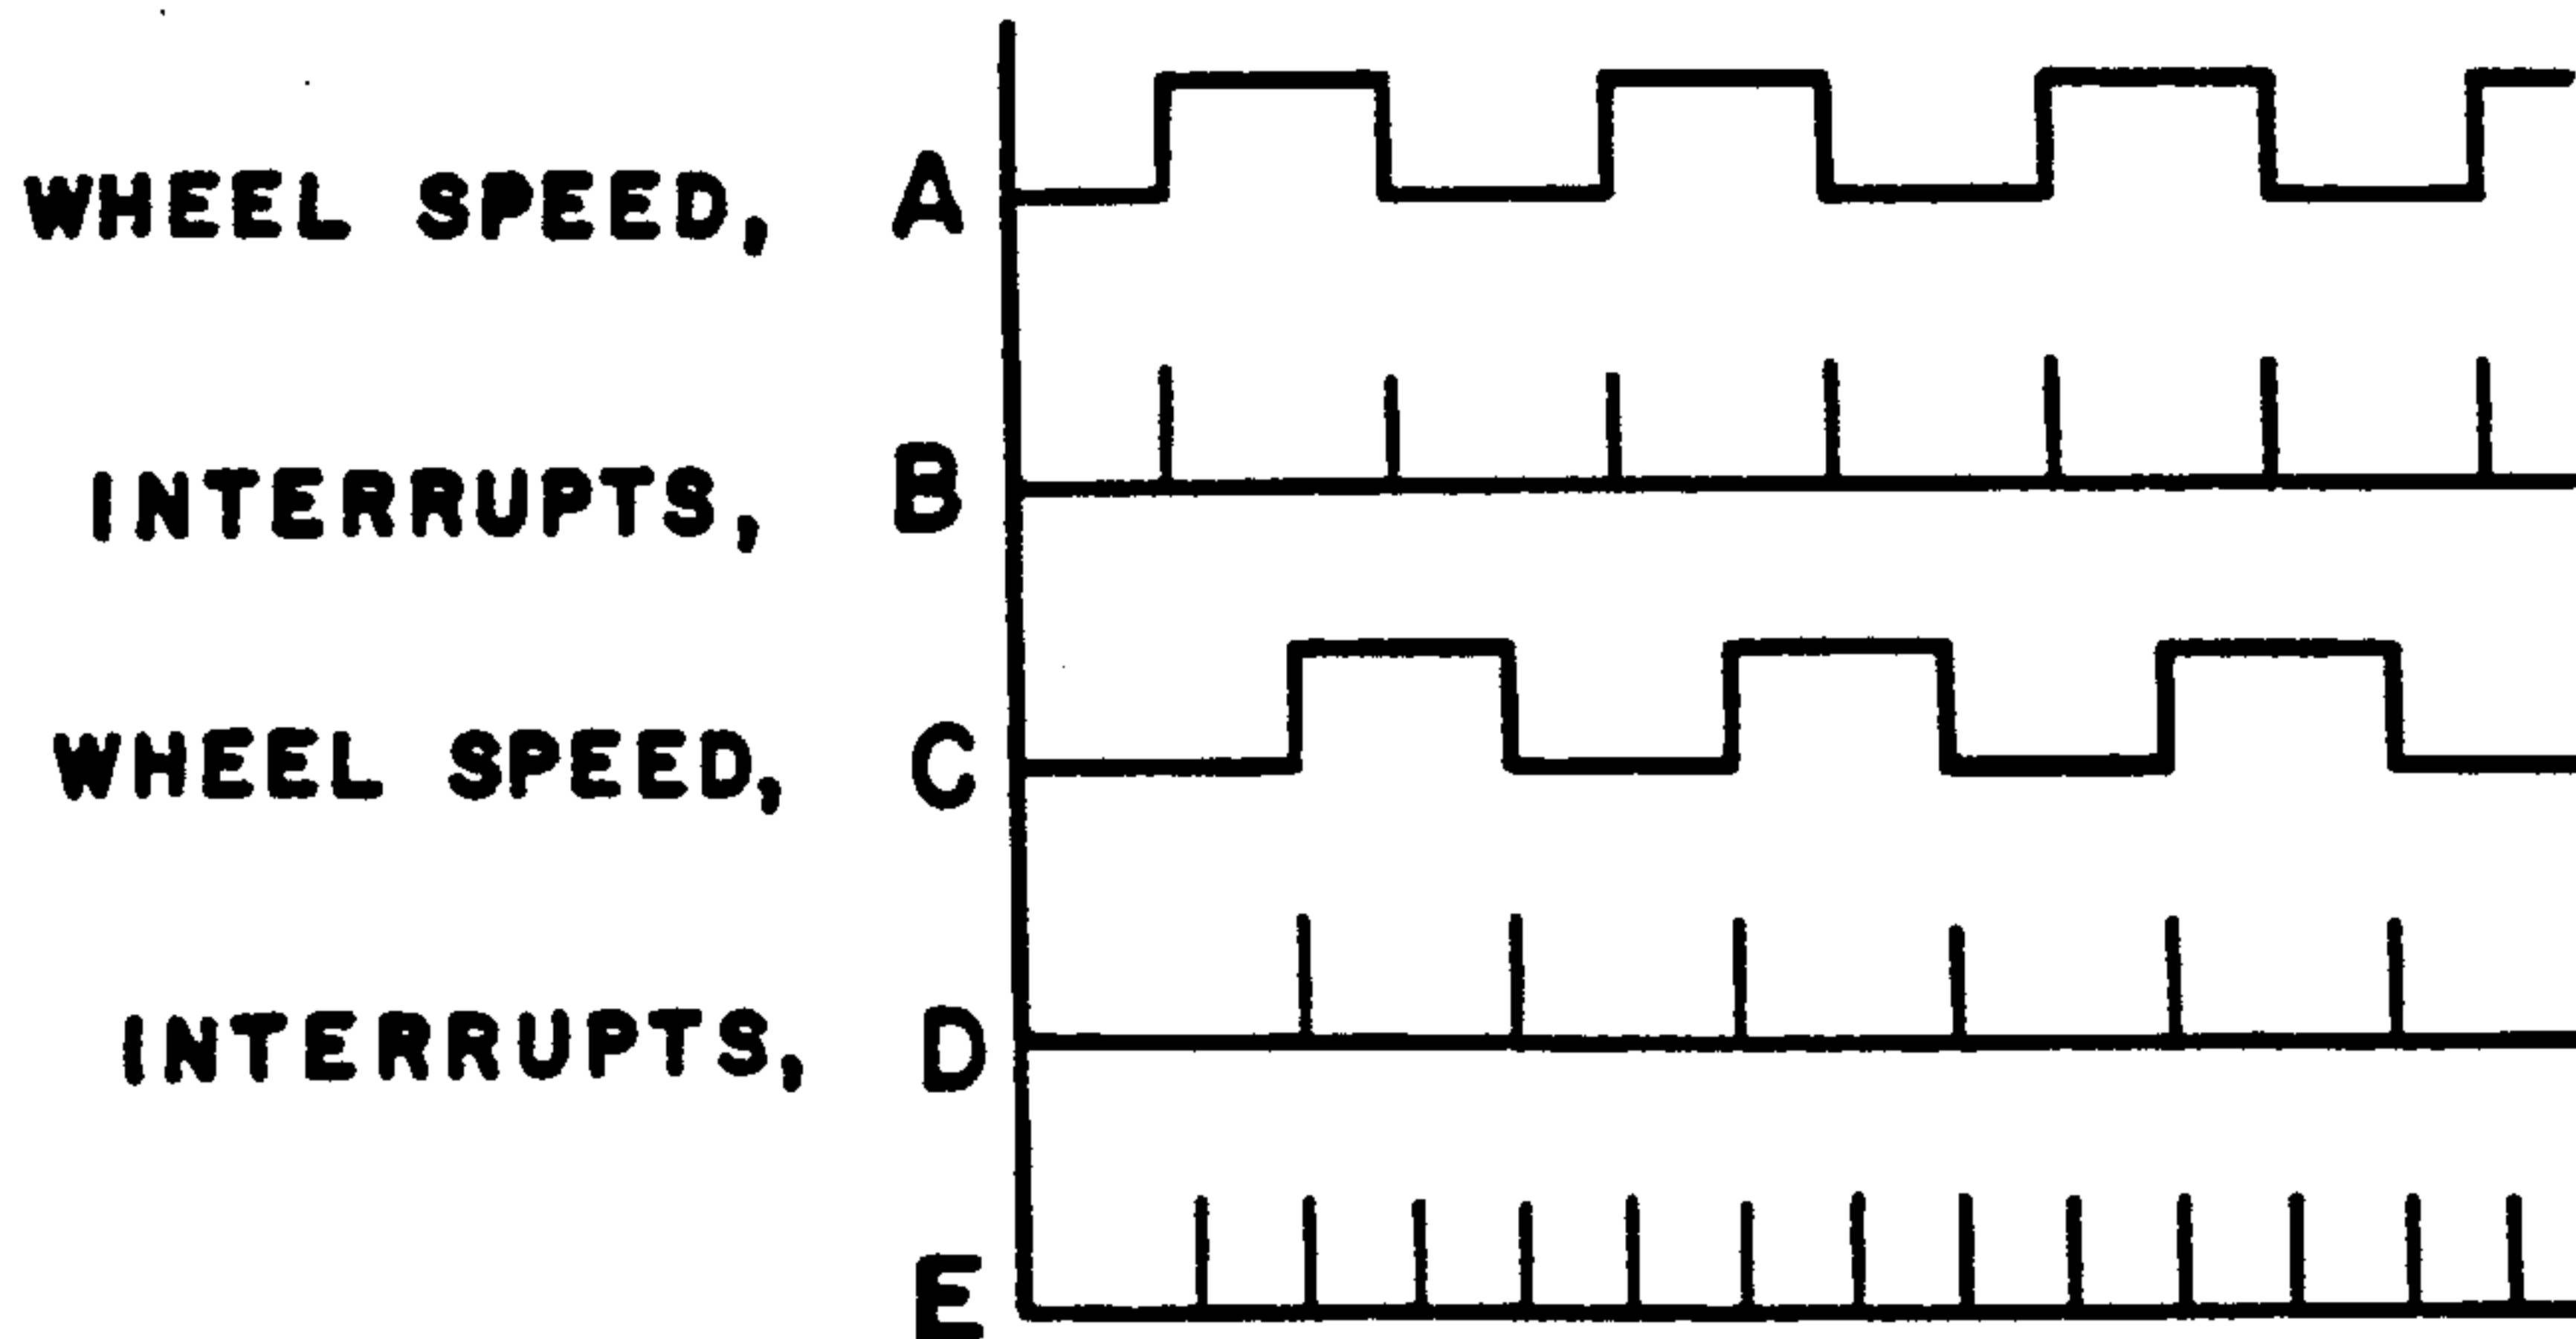 WHEEL SPEED, A
INTERRUPTS, B
WHEEL SPEED, C
INTERRUPTS, D
E